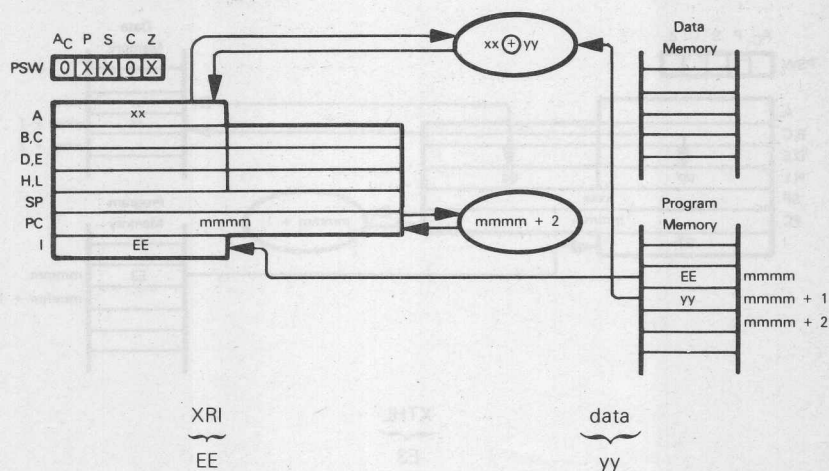 AC P S C Z
PSW 0 X X 0 X
xx ⊕ yy
Data
Memory
A xx
B,C
D,E
H,L
SP
PC mmmm
mmmm + 2
I EE
Program
Memory
EE mmmm
yy mmmm + 1
mmmm + 2
XRI data
EE yy